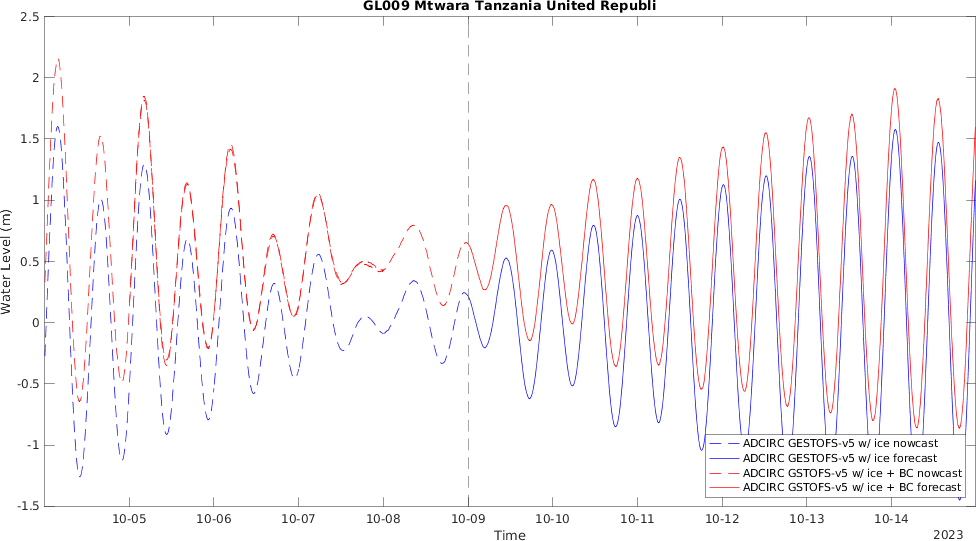 GL009 Mtwara Tanzania United Republi
2.5
2
1.5
1
0.5
0
-0.5
-1
-1.5
Water Level (m)
ADCIRC GESTOFS-v5 w/ ice nowcast
ADCIRC GESTOFS-v5 w/ ice forecast
ADCIRC GSTOFS-v5 w/ ice + BC nowcast
ADCIRC GSTOFS-v5 w/ ice + BC forecast
10-05 10-06 10-07 10-08 10-09 10-10 10-11 10-12 10-13 10-14
Time
2023